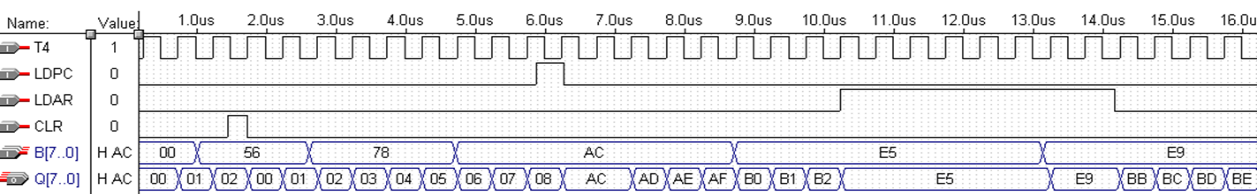 Name: Value: 1.0us 2.0us 3.0us 4.0us 5.0us 6.0us 7.0us 8.0us 9.0us 10.0us 11.0us 12.0us 13.0us 14.0us 15.0us 16.0u
T4 1
LDPC 0
LDAR 0
CLR 0
B[7..0] H AC 00 56 78 AC E5 E9
Q[7..0] H AC 00 01 02 00 01 02 03 04 05 06 07 08 AC AD AE AF B0 B1 B2 E5 E9 BB BC BD BE